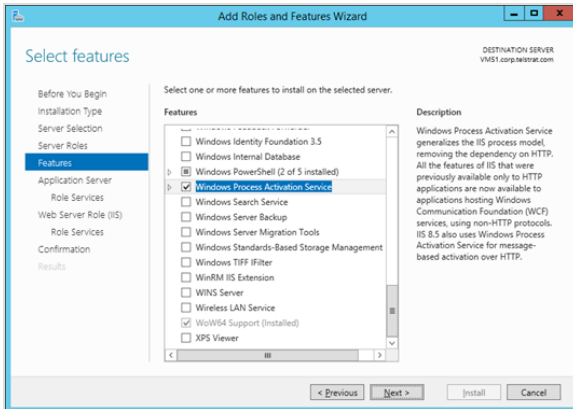 Add Roles and Features Wizard
Select features
DESTINATION SERVER
VMS1.corp.telstrat.com
Before You Begin
Installation Type
Server Selection
Server Roles
Features
Application Server
Role Services
Web Server Role (IIS)
Role Services
Confirmation
Results
Select one or more features to install on the selected server.
Features
Windows Identity Foundation 3.5
Windows Internal Database
Windows PowerShell (2 of 5 installed)
Windows Process Activation Service
Windows Search Service
Windows Server Backup
Windows Server Migration Tools
Windows Standards-Based Storage Management
Windows TIFF IFilter
WinRM IIS Extension
WINS Server
Wireless LAN Service
WoW64 Support (Installed)
XPS Viewer
Description
Windows Process Activation Service
generalizes the IIS process model,
removing the dependency on HTTP.
All the features of IIS that were
previously available only to HTTP
applications are now available to
applications hosting Windows
Communication Foundation (WCF)
services, using non-HTTP protocols.
IIS 8.5 also uses Windows Process
Activation Service for message-
based activation over HTTP.
< Previous
Next >
Install
Cancel